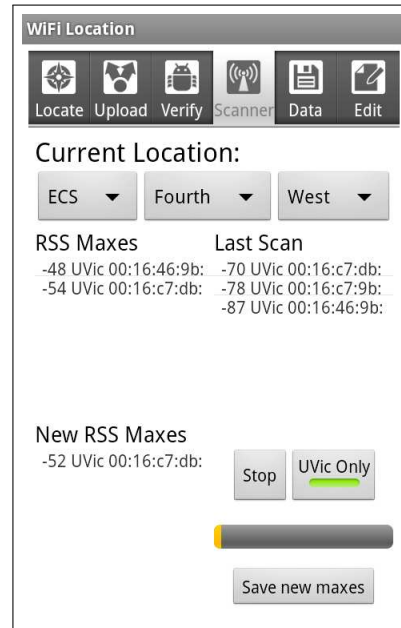 WiFi Location
Locate Upload Verify Scanner Data Edit
Current Location:
ECS Fourth West
RSS Maxes
-48 UVic 00:16:46:9b:
-54 UVic 00:16:c7:db:
Last Scan
-70 UVic 00:16:c7:db:
-78 UVic 00:16:c7:9b:
-87 UVic 00:16:46:9b:
New RSS Maxes
-52 UVic 00:16:c7:db:
Stop
UVic Only
Save new maxes